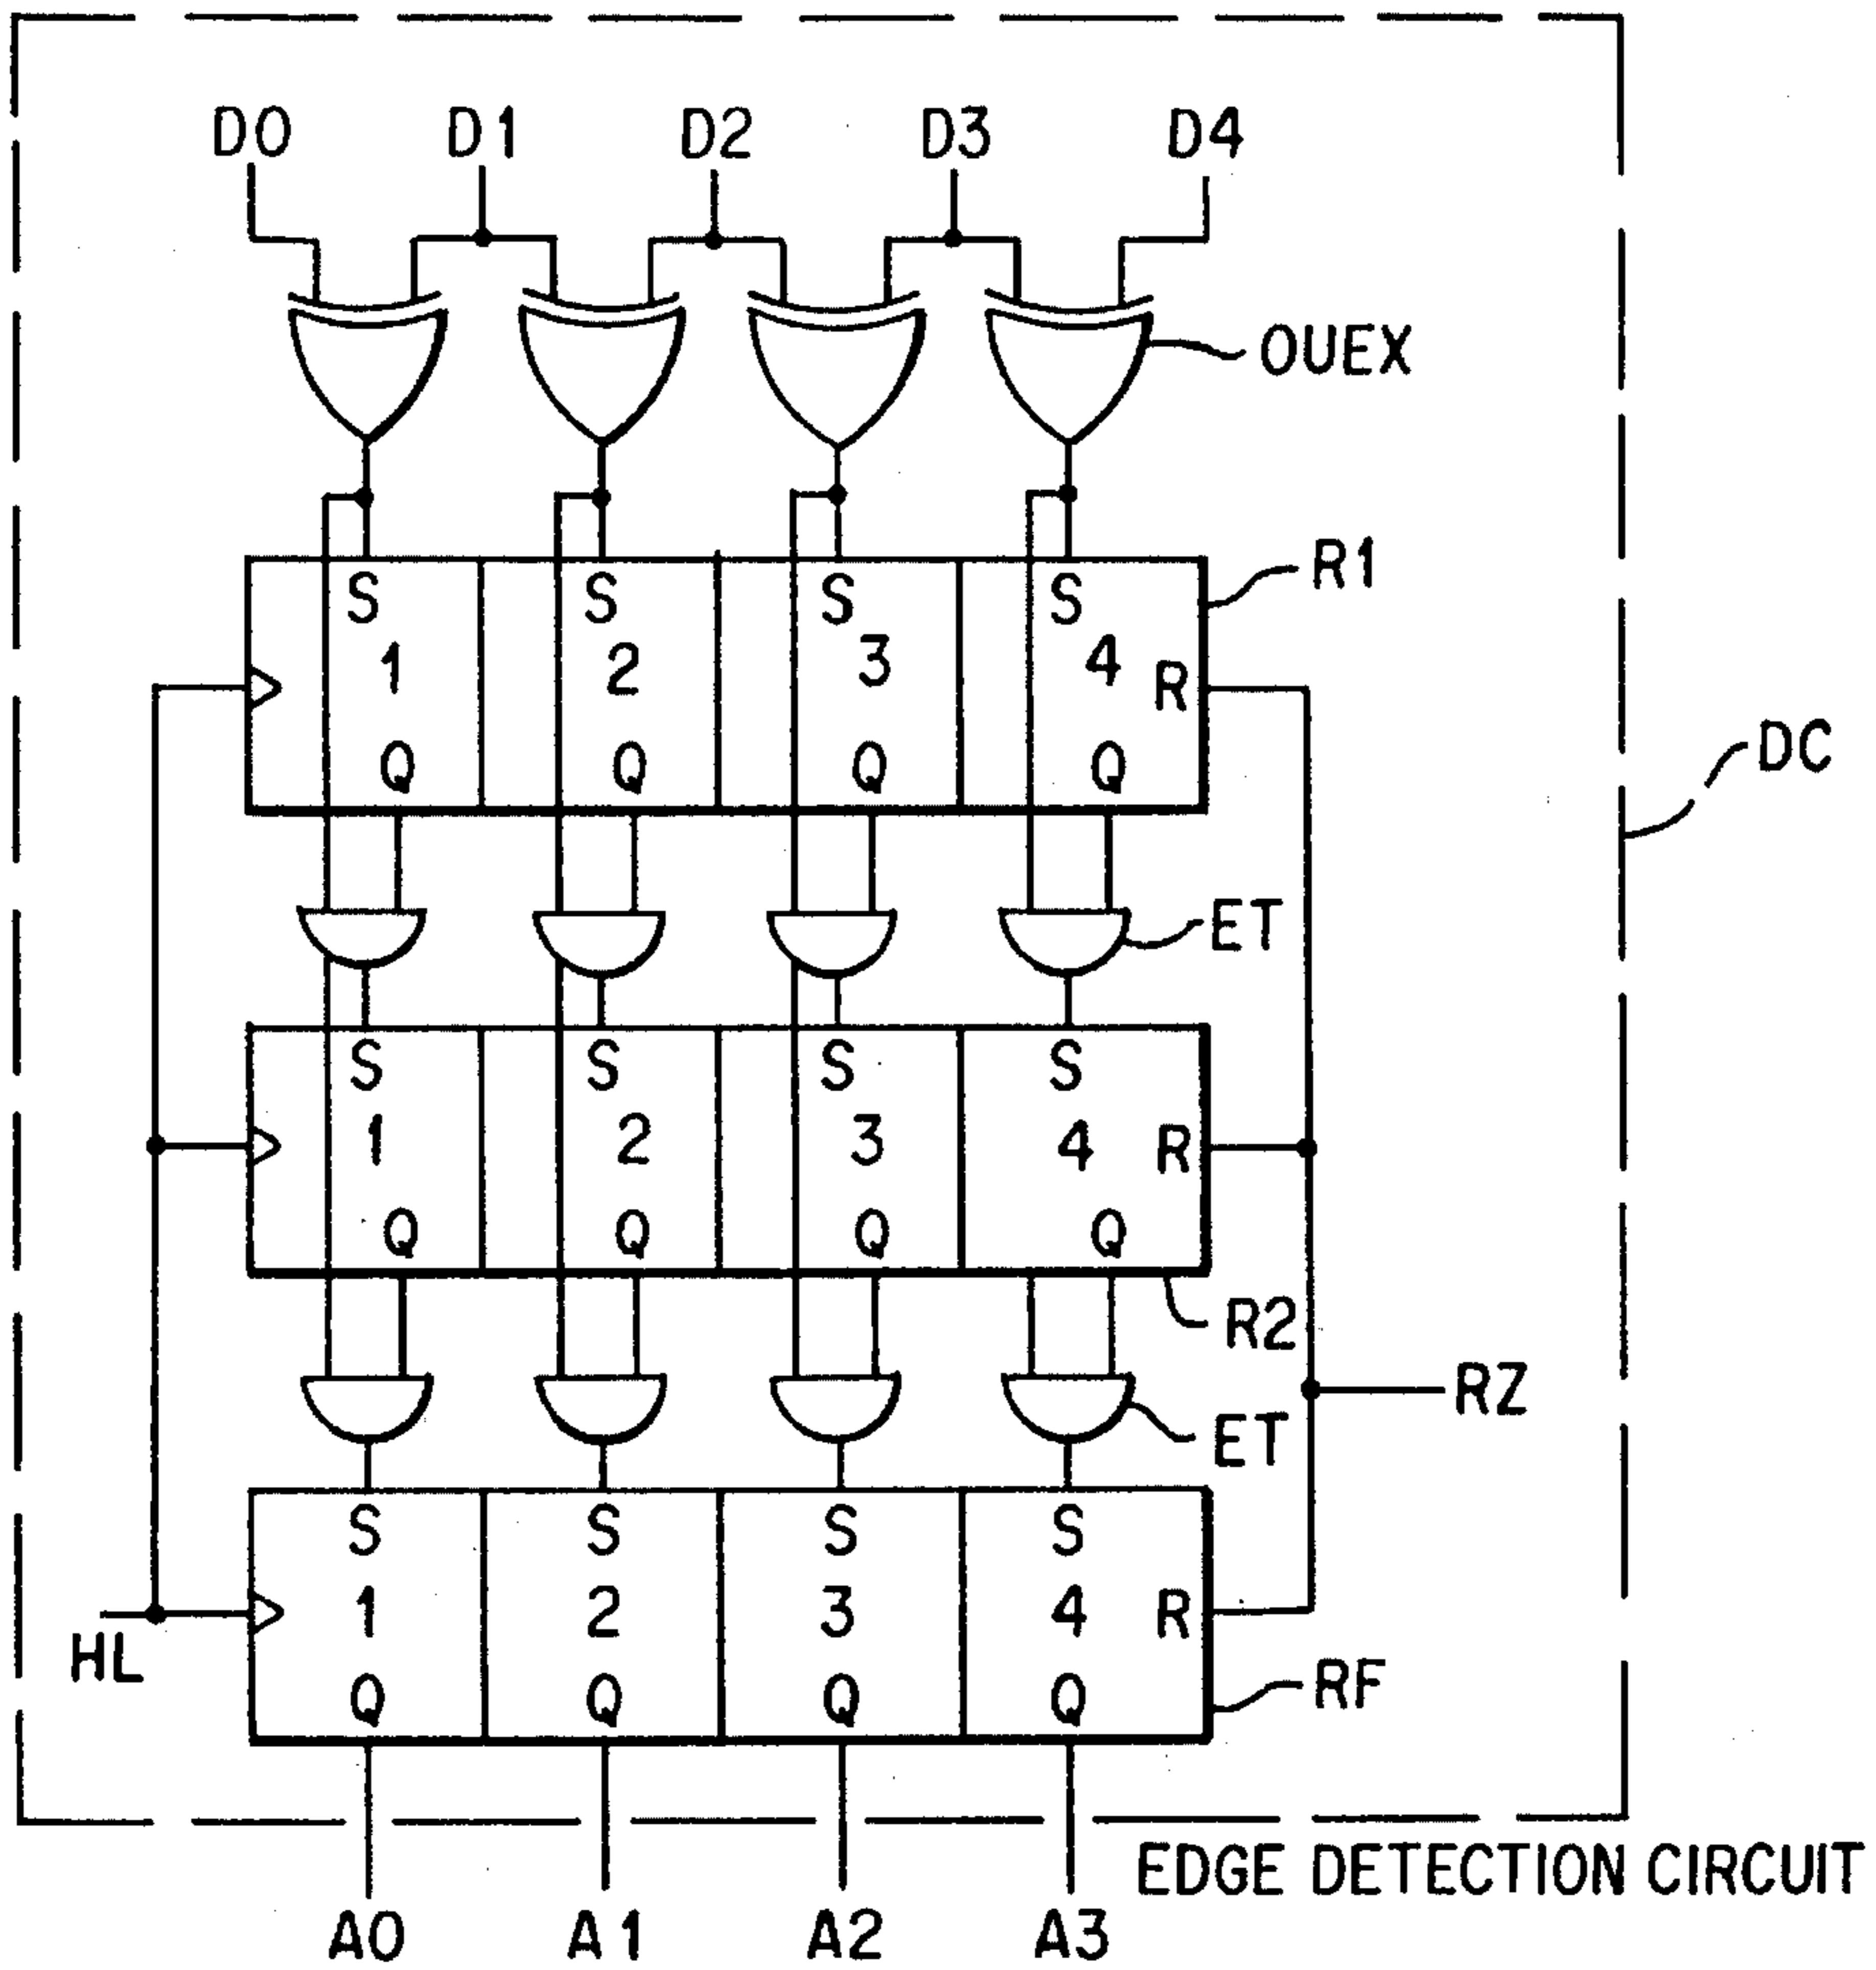 D0 D1 D2 D3 D4
OUEX
R1
S S S S
1 2 3 4 R
Q Q Q Q
DC
ET
S S S S
1 2 3 4 R
Q Q Q Q
R2
RZ
ET
S S S S
1 2 3 4 R
HL
Q Q Q Q
RF
EDGE DETECTION CIRCUIT
A0 A1 A2 A3